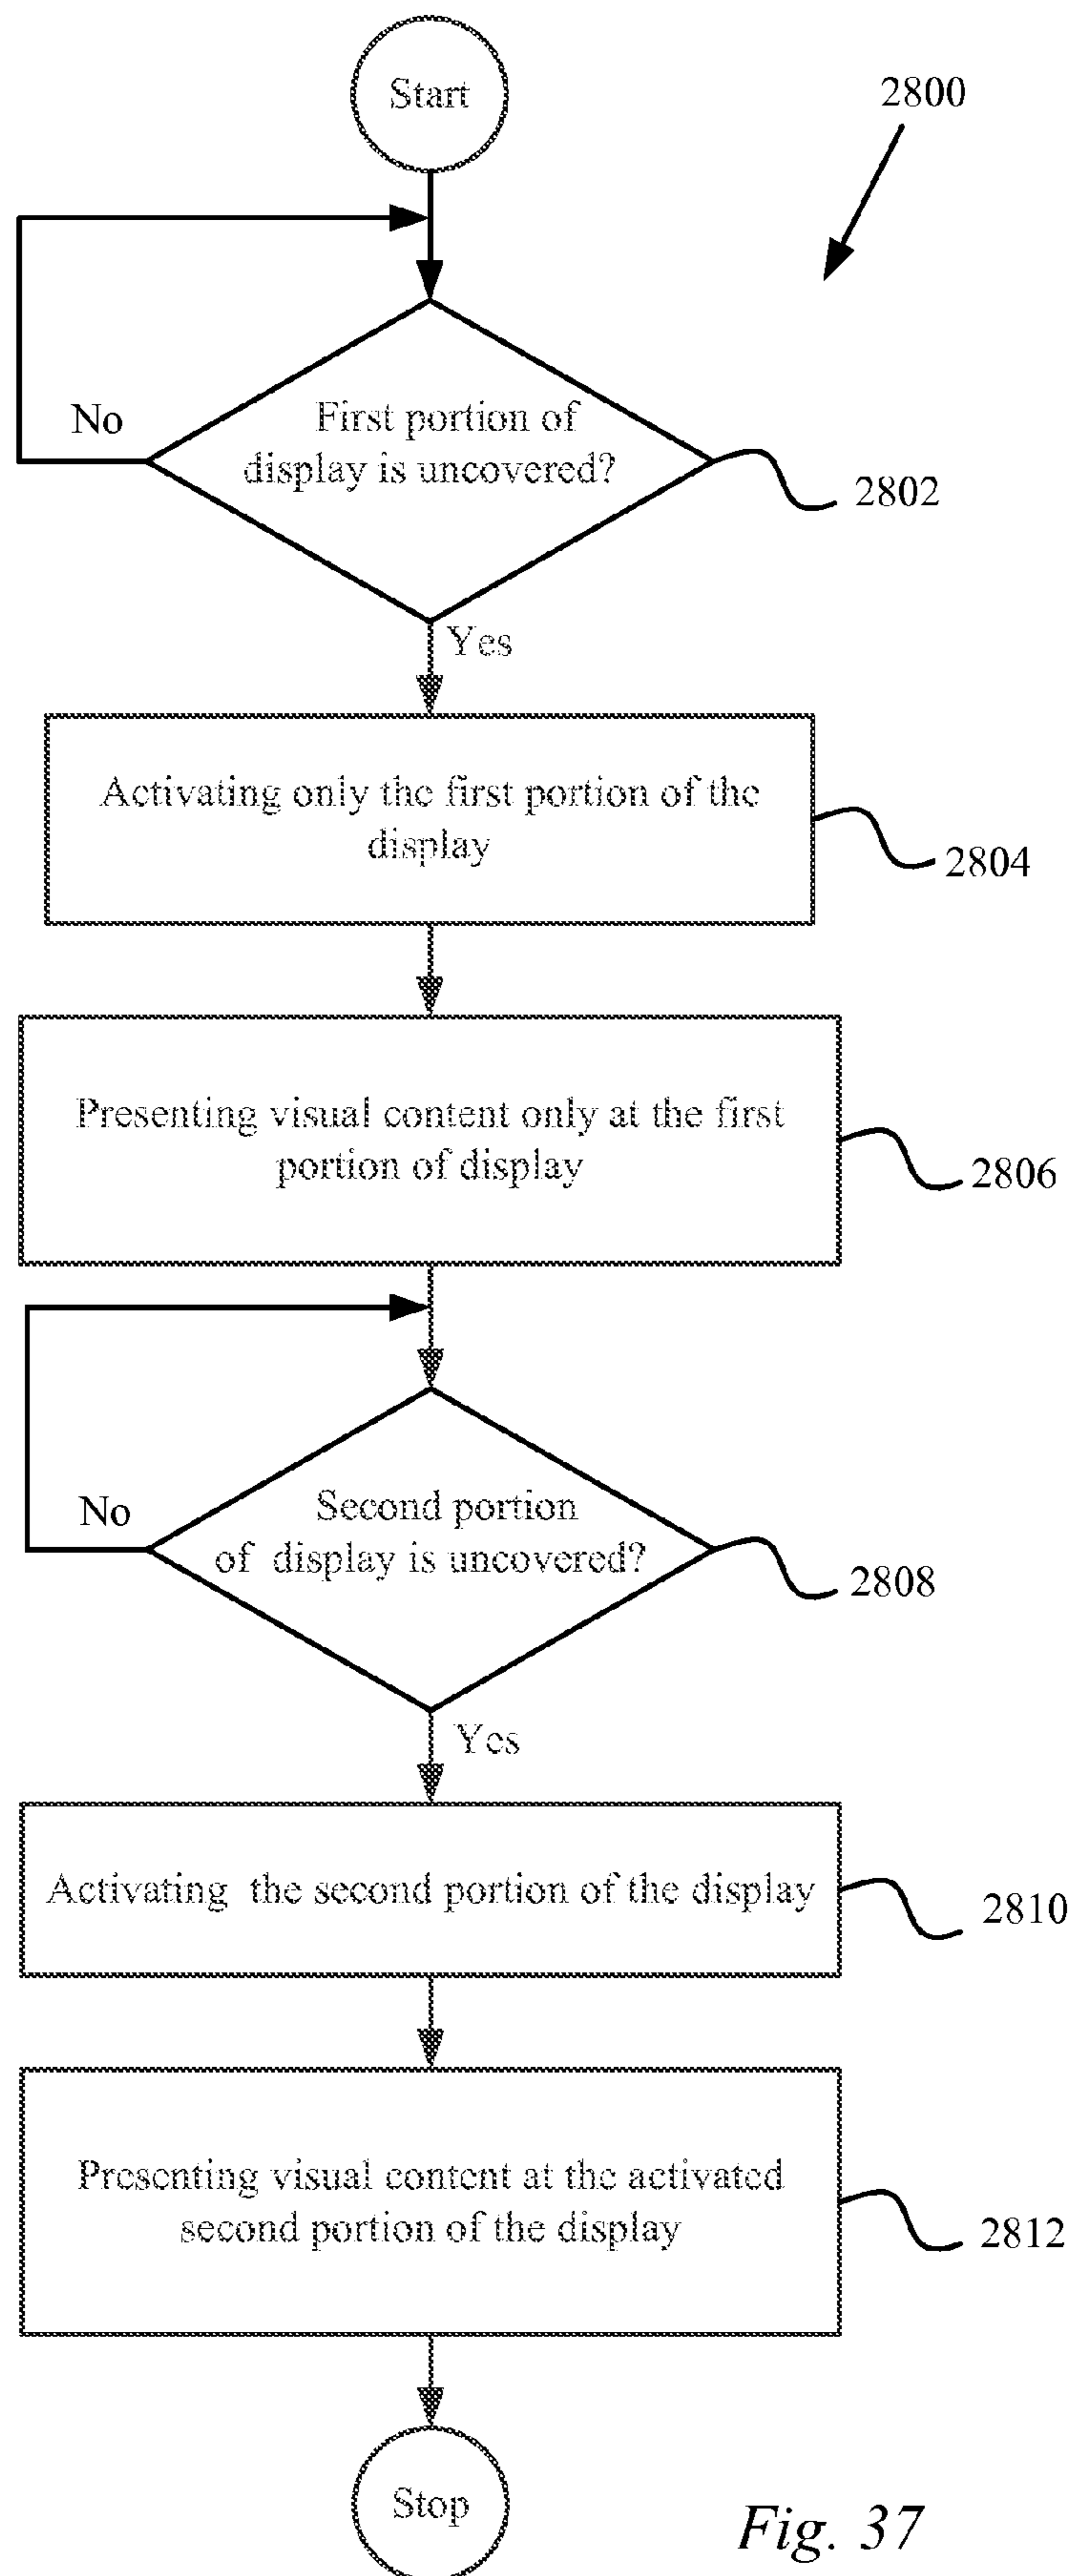 Start
2800
No
First portion of
display is uncovered?
2802
Yes
Activating only the first portion of the
display
2804
Presenting visual content only at the first
portion of display
2806
No
Second portion
of display is uncovered?
2808
Yes
Activating the second portion of the display
2810
Presenting visual content at the activated
second portion of the display
2812
Stop
Fig. 37